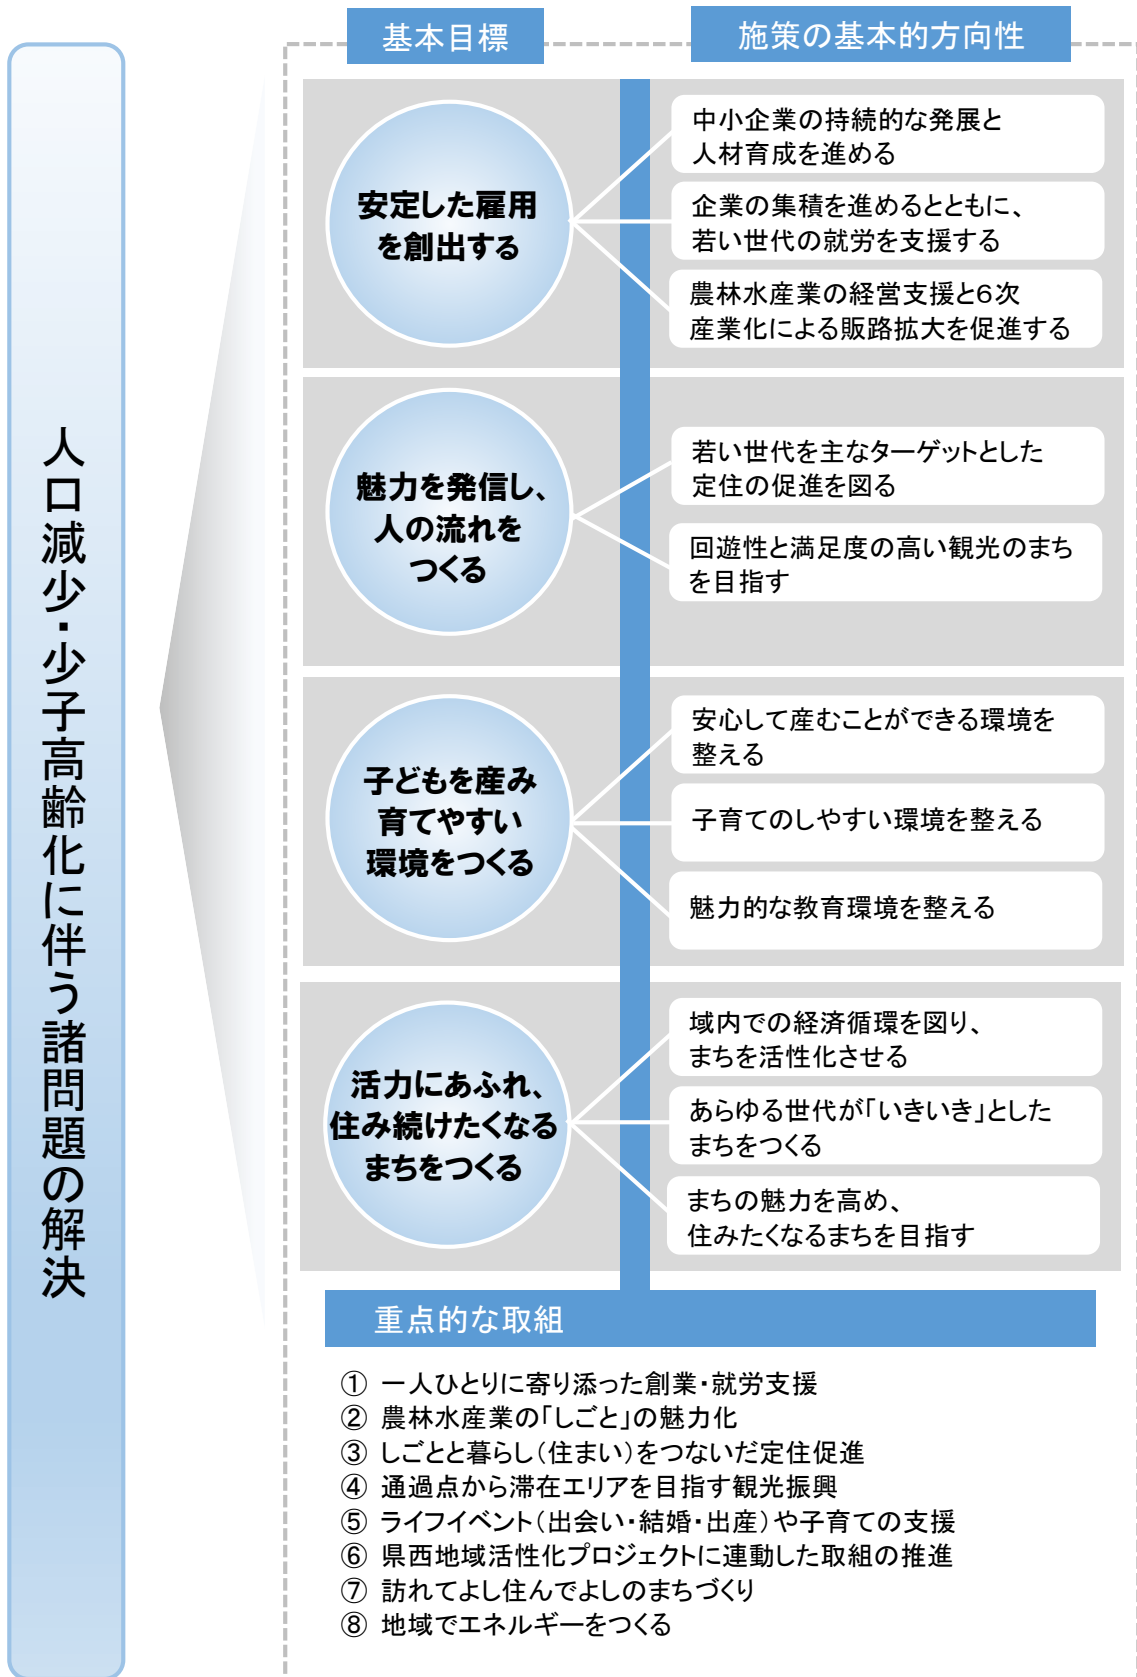 人口減少・少子高齢化に伴う諸問題の解決
基本目標
施策の基本的方向性
安定した雇用
を創出する
中小企業の持続的な発展と
人材育成を進める
企業の集積を進めるとともに、
若い世代の就労を支援する
農林水産業の経営支援と6次
産業化による販路拡大を促進する
魅力を発信し、
人の流れを
つくる
若い世代を主なターゲットとした
定住の促進を図る
回遊性と満足度の高い観光のまち
を目指す
子どもを産み
育てやすい
環境をつくる
安心して産むことができる環境を
整える
子育てのしやすい環境を整える
魅力的な教育環境を整える
活力にあふれ、
住み続けたくなる
まちをつくる
域内での経済循環を図り、
まちを活性化させる
あらゆる世代が「いきいき」とした
まちをつくる
まちの魅力を高め、
住みたくなるまちを目指す
重点的な取組
① 一人ひとりに寄り添った創業・就労支援
② 農林水産業の「しごと」の魅力化
③ しごとと暮らし(住まい)をつないだ定住促進
④ 通過点から滞在エリアを目指す観光振興
⑤ ライフイベント(出会い・結婚・出産)や子育ての支援
⑥ 県西地域活性化プロジェクトに連動した取組の推進
⑦ 訪れてよし住んでよしのまちづくり
⑧ 地域でエネルギーをつくる